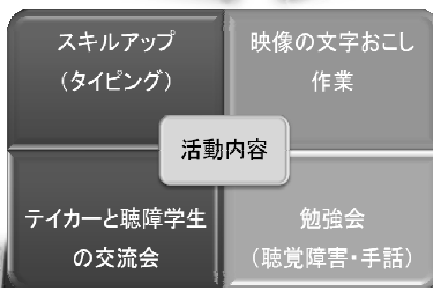 スキルアップ
（タイピング）
映像の文字おこし
作業
活動内容
テイカーと聴障学生
の交流会
勉強会
（聴覚障害・手話）